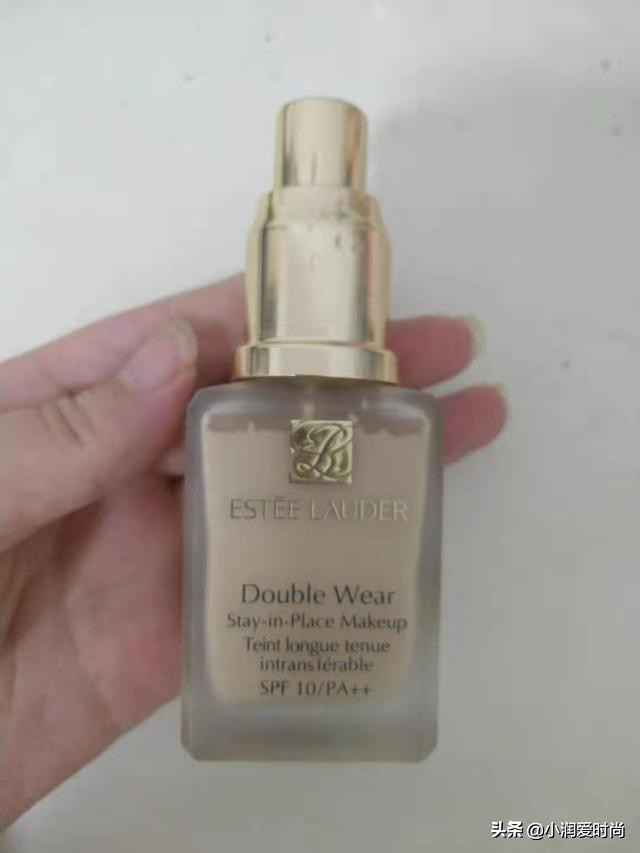 ESTĒE LAUDER
Double Wear
Stay-in-Place Makeup
Teint longue tenue
intransférable
SPF 10/PA++
头条 @小润爱时尚